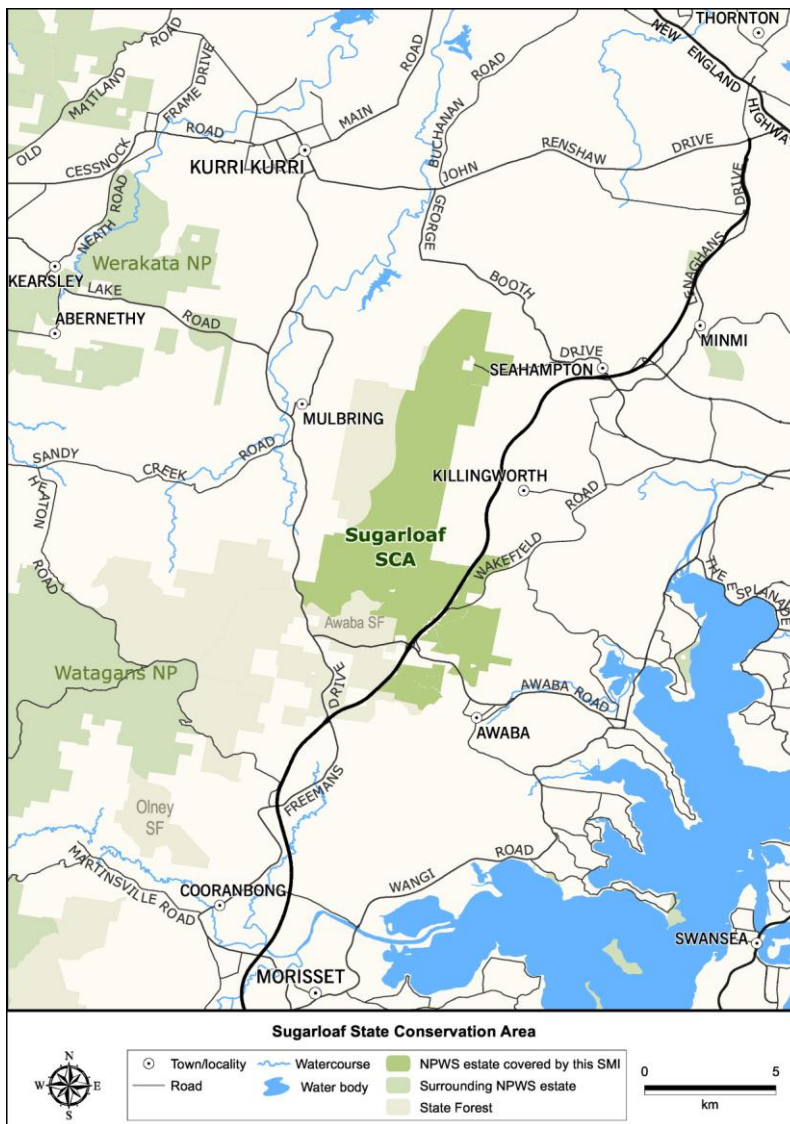 THORNTON
NEW ENGLAND HIGHWA
OLD MAITLAND ROAD
FRAME DRIVE
MAIN ROAD
CESSNOCK ROAD
KURRI KURRI
BUCHANAN ROAD
JOHN RENSHAW DRIVE
GEORGE BOOTH DRIVE
LENAGHANS DRIVE
NEATH ROAD
Werakata NP
KEARSLEY
LAKE ROAD
ABERNETHY
MINMI
SEAHAMPTON
MULBRING
SANDY CREEK ROAD
KILLINGWORTH
HEATON ROAD
Sugarloaf
SCA
WAKEFIELD ROAD
THE ESPLANADE
Awaba SF
Watagans NP
AWABA ROAD
AWABA
FREEMANS DRIVE
Olney
SF
MARTINSVILLE ROAD
COORANBONG
WANGI ROAD
SWANSEA
MORISSET
Sugarloaf State Conservation Area
N
W E
S
Town/locality
Road
Watercourse
Water body
NPWS estate covered by this SMI
Surrounding NPWS estate
State Forest
0 5
km